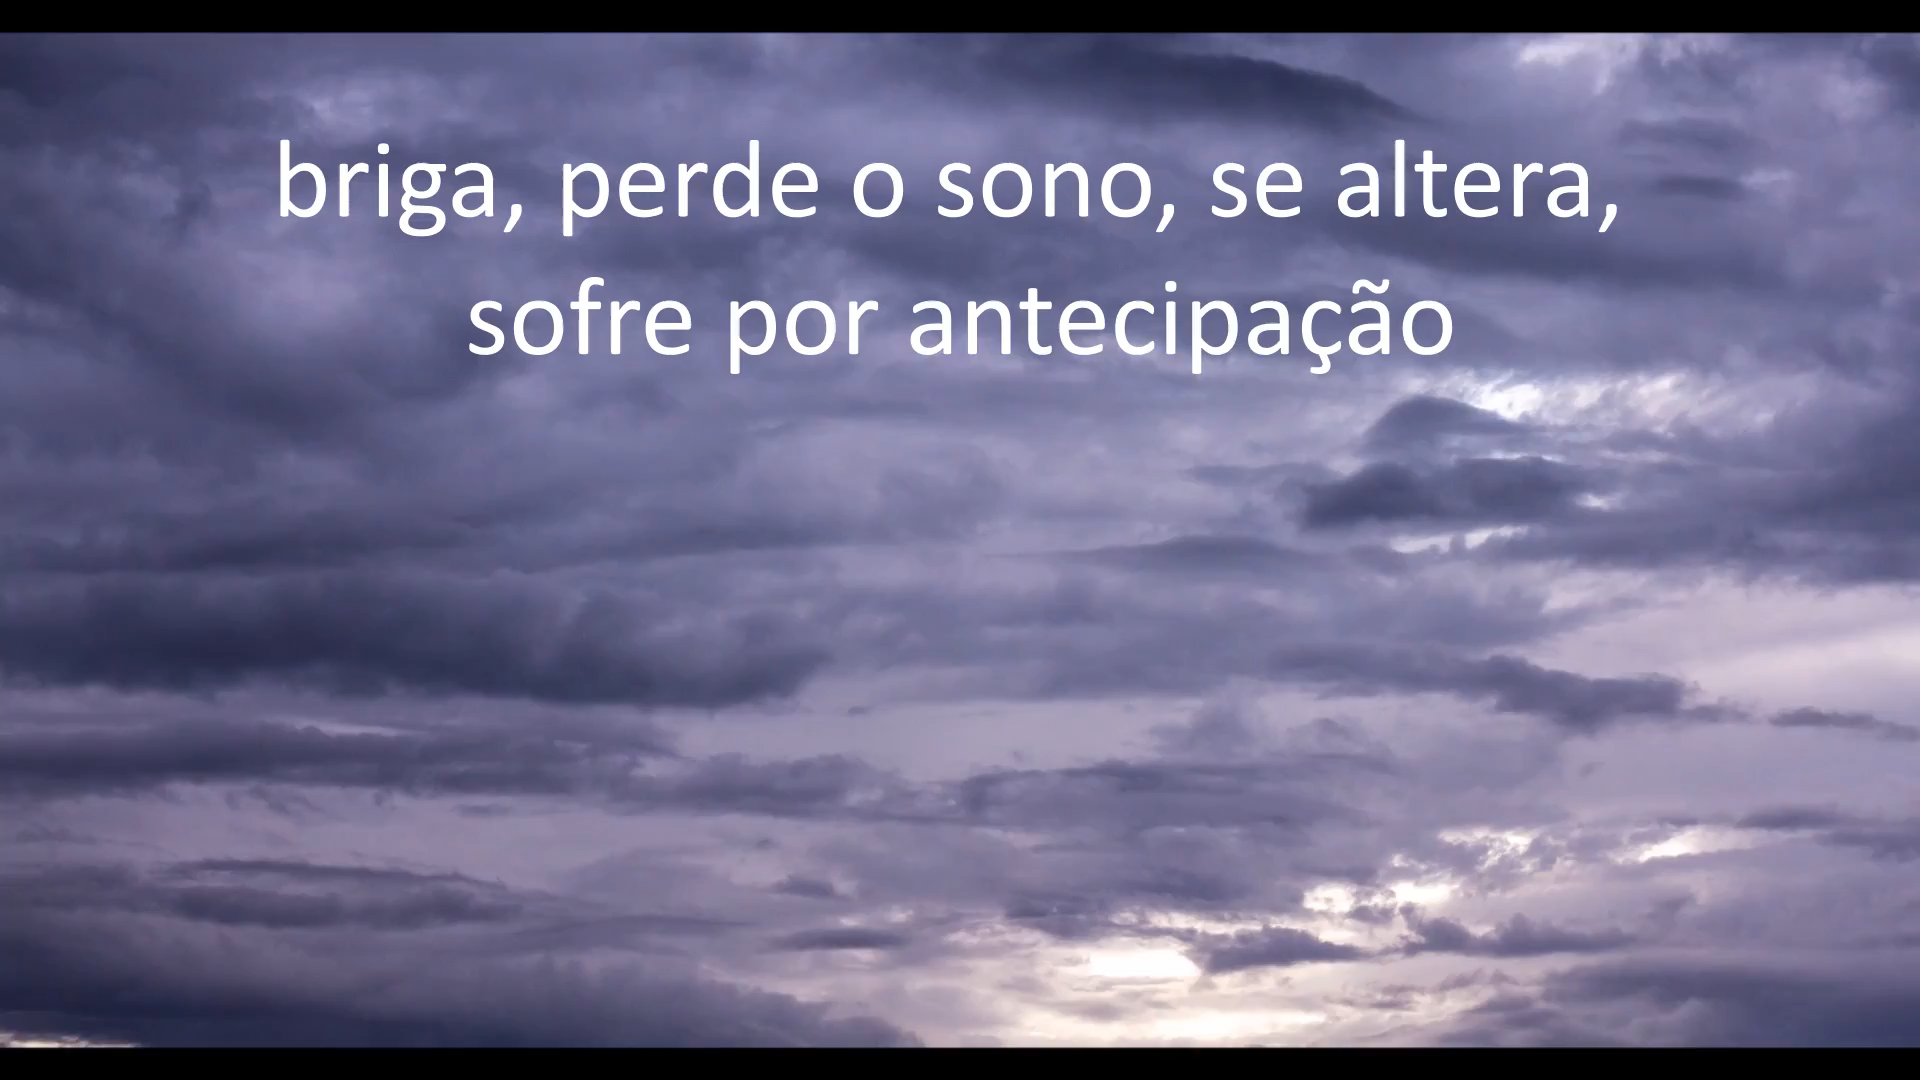 briga, perde o sono, se altera,
sofre por antecipação